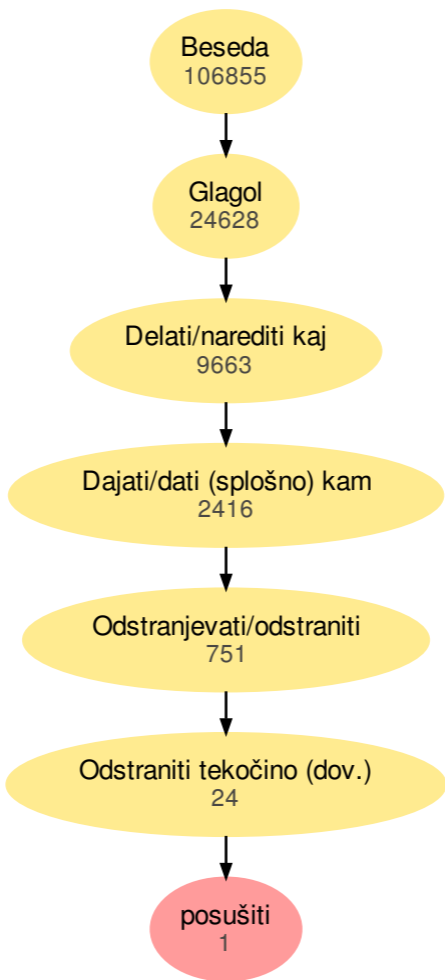 Beseda
106855
Glagol
24628
Delati/narediti kaj
9663
Dajati/dati (splošno) kam
2416
Odstranjevati/odstraniti
751
Odstraniti tekočino (dov.)
24
posušiti
1